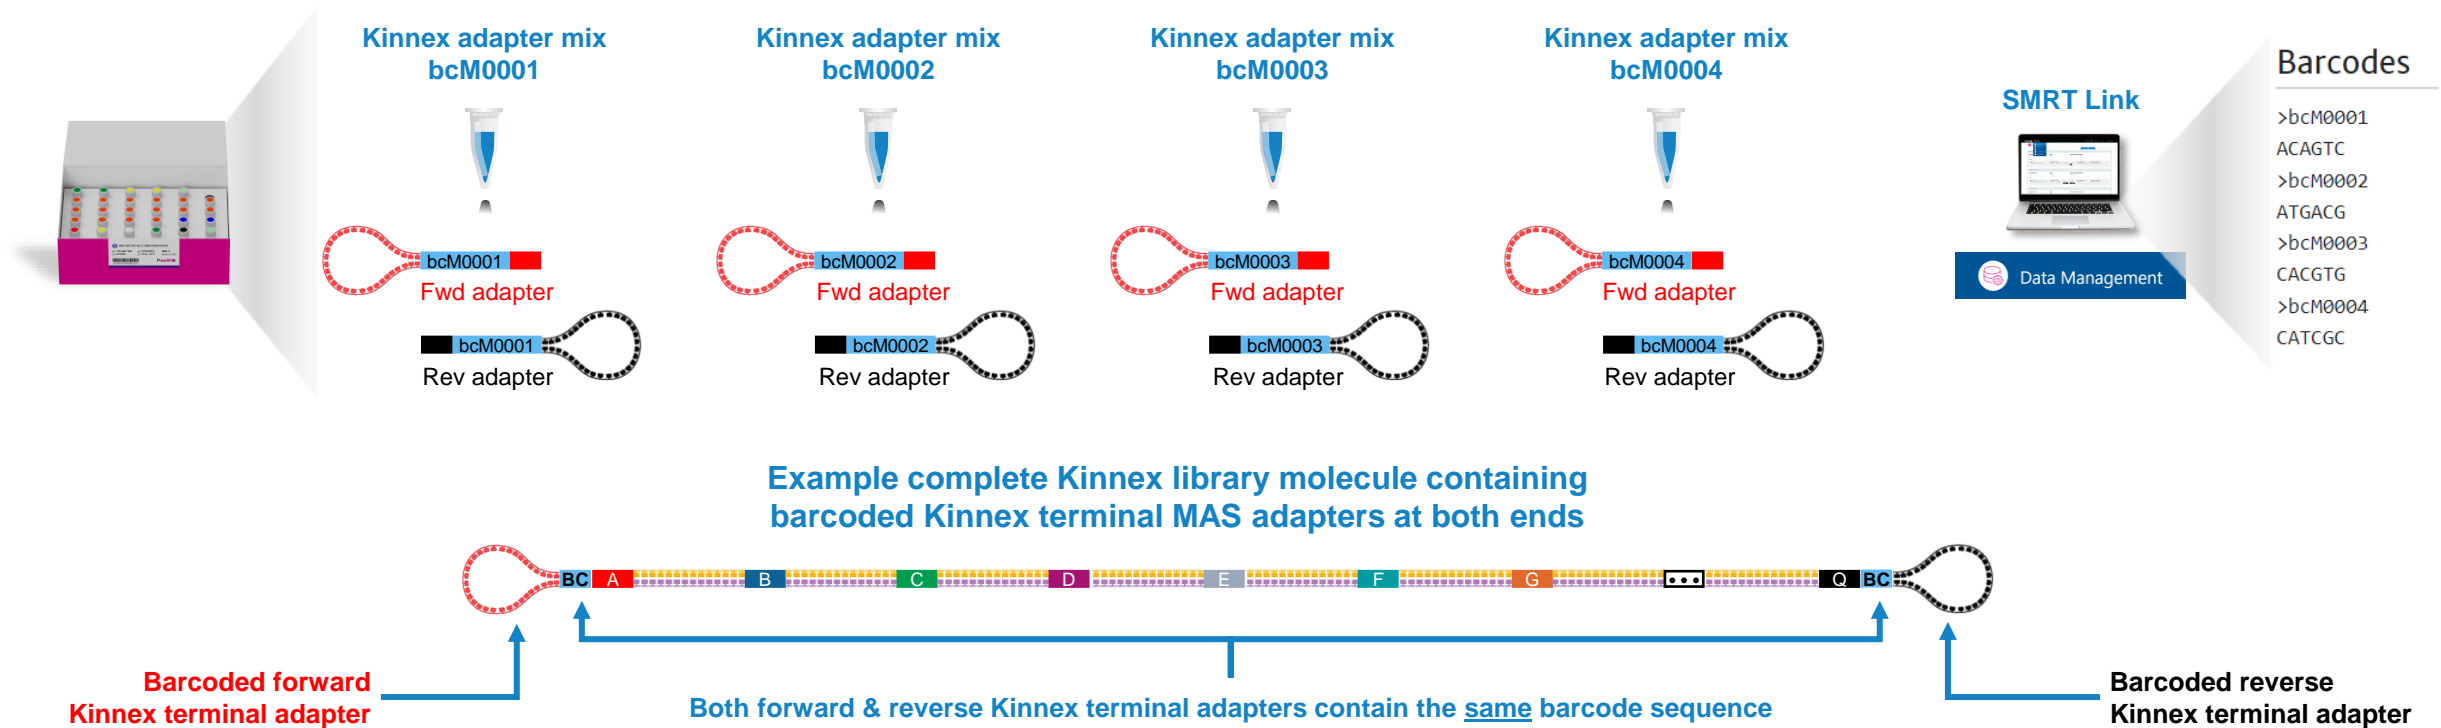 Kinnex adapter mix
bcM0001
Kinnex adapter mix
bcM0002
Kinnex adapter mix
bcM0003
Kinnex adapter mix
bcM0004
bcM0001
Fwd adapter
bcM0001
Rev adapter
bcM0002
Fwd adapter
bcM0002
Rev adapter
bcM0003
Fwd adapter
bcM0003
Rev adapter
bcM0004
Fwd adapter
bcM0004
Rev adapter
SMRT Link
Data Management
Barcodes
>bcM0001
ACAGTC
>bcM0002
ATGACG
>bcM0003
CACGTG
>bcM0004
CATCGC
Example complete Kinnex library molecule containing
barcoded Kinnex terminal MAS adapters at both ends
BC A B C D E F G ... Q BC
Barcoded forward
Kinnex terminal adapter
Both forward & reverse Kinnex terminal adapters contain the same barcode sequence
Barcoded reverse
Kinnex terminal adapter